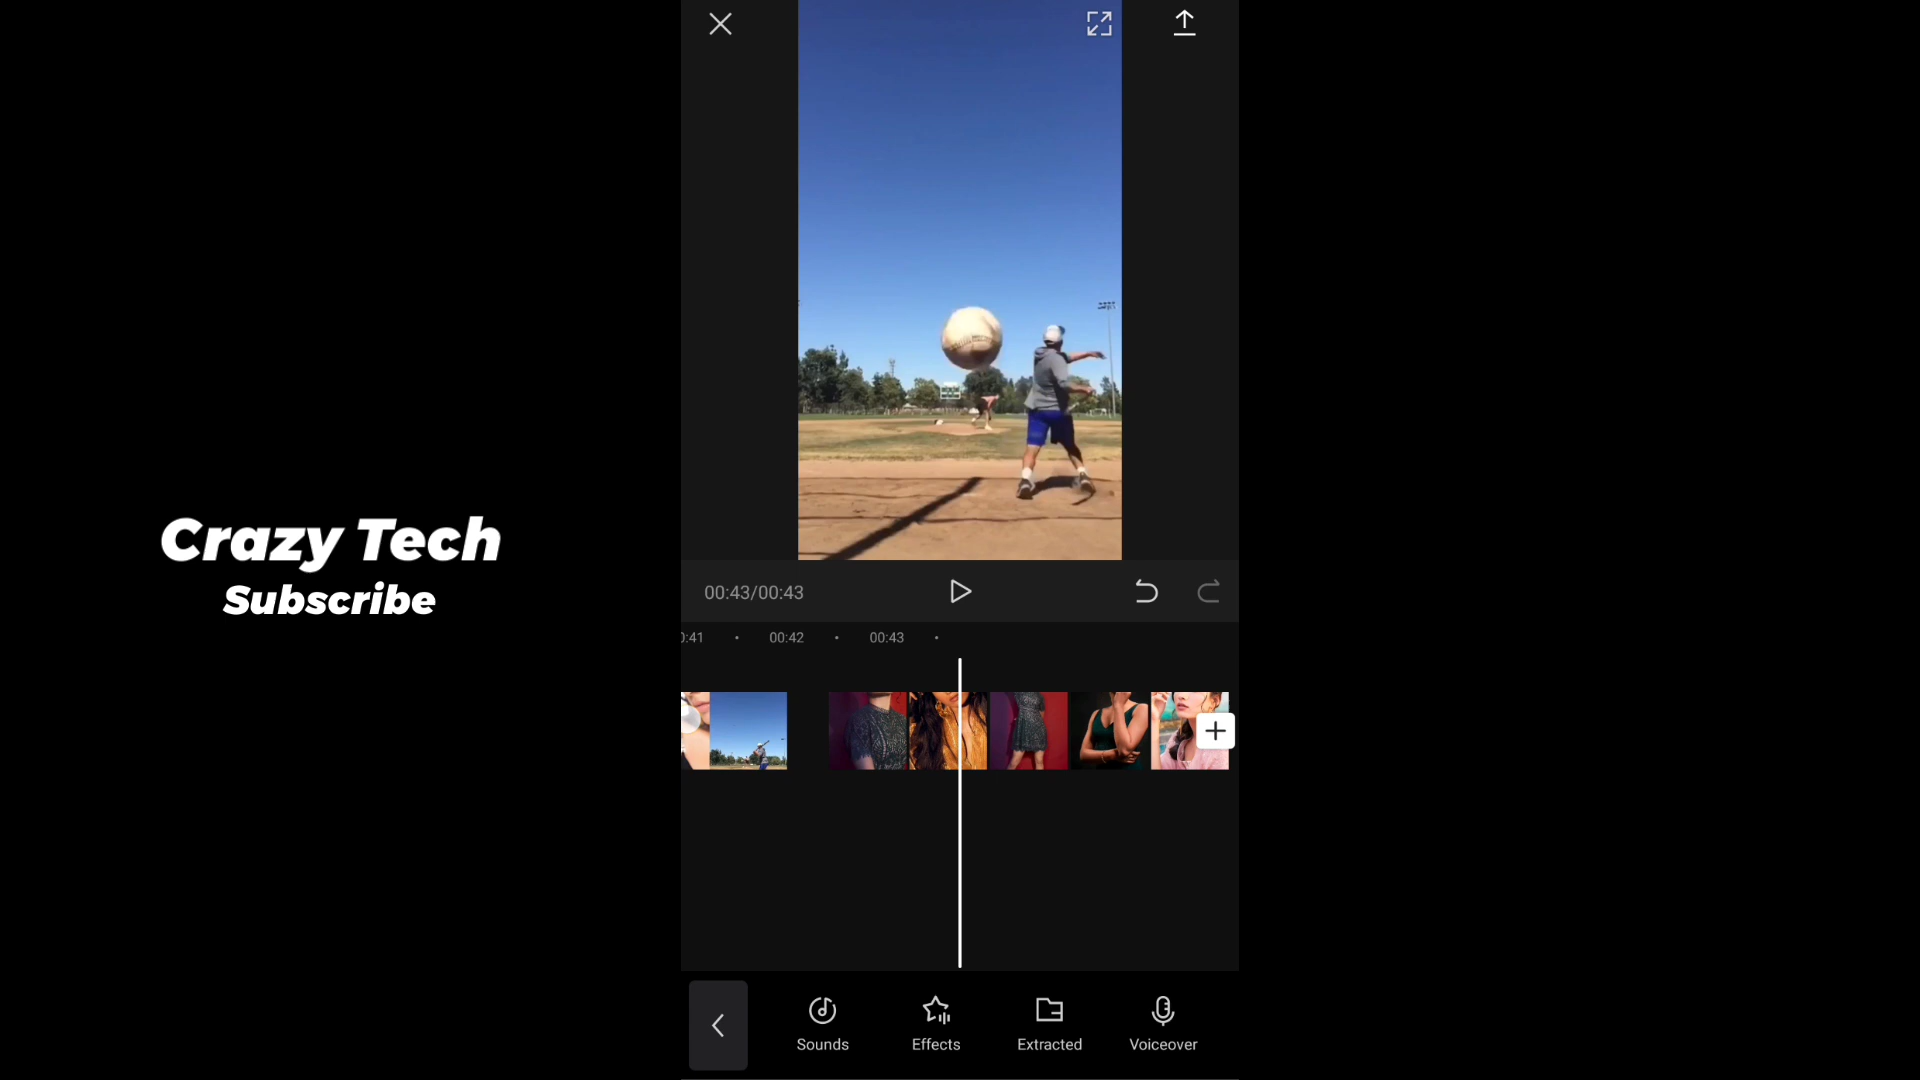 Crazy Tech
Subscribe
00:43/00:43
0:41
00:42
00:43
Sounds
Effects
Extracted
Voiceover